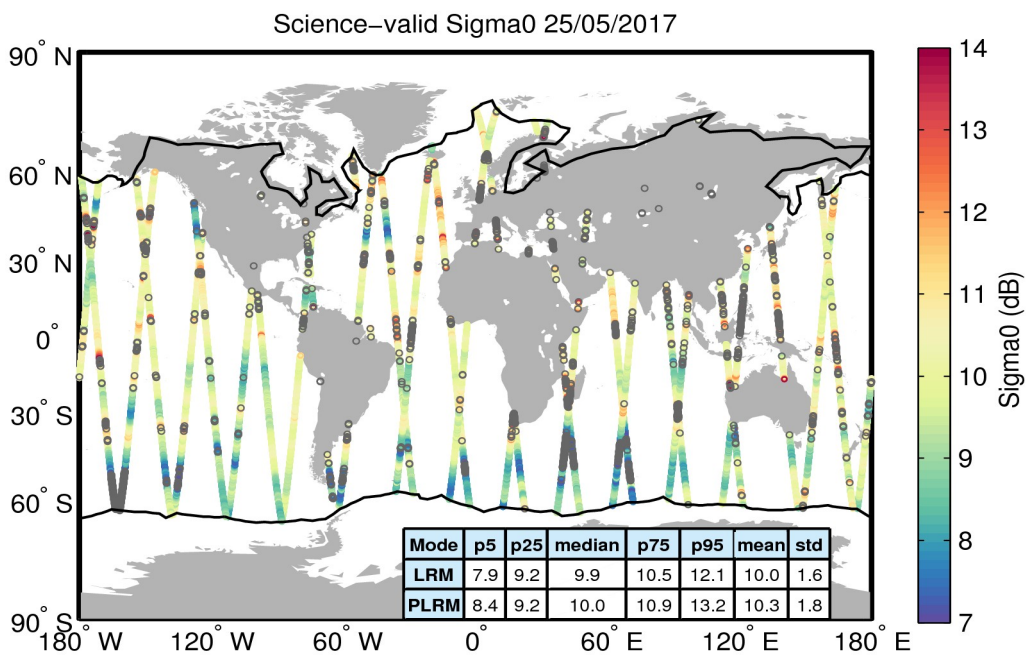 Science-valid Sigma0 25/05/2017
90° N
60° N
30° N
0°
30° S
60° S
90° S
180° W 120° W 60° W 0° 60° E 120° E 180° E
Mode p5 p25 median p75 p95 mean std
LRM 7.9 9.2 9.9 10.5 12.1 10.0 1.6
PLRM 8.4 9.2 10.0 10.9 13.2 10.3 1.8
14
13
12
11
10
9
8
7
Sigma0 (dB)